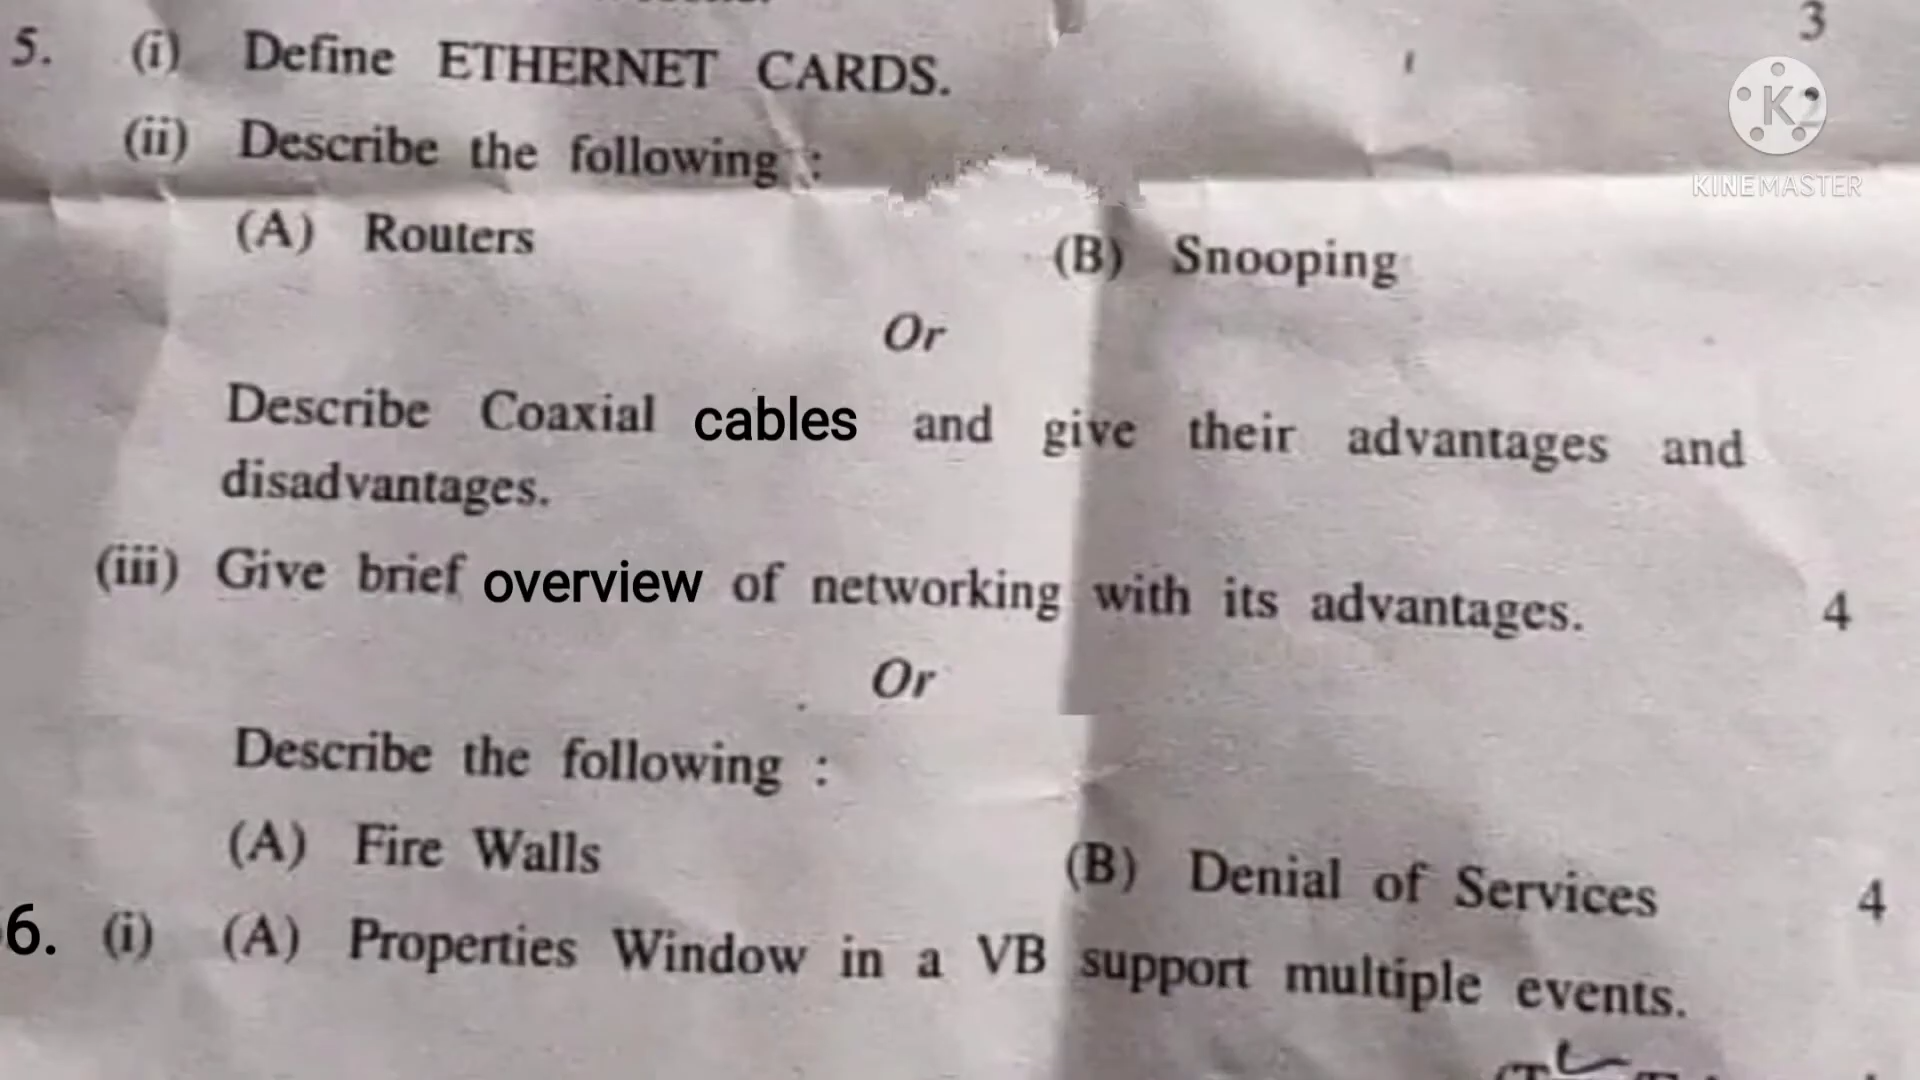 3
5. (i) Define ETHERNET CARDS.
2
(ii) Describe the following :
KINEMASTER
(A) Routers (B) Snooping
Or
Describe Coaxial cables and give their advantages and
disadvantages.
(iii) Give brief overview of networking with its advantages. 4
Or
Describe the following :
(A) Fire Walls (B) Denial of Services 4
6. (i) (A) Properties Window in a VB support multiple events.